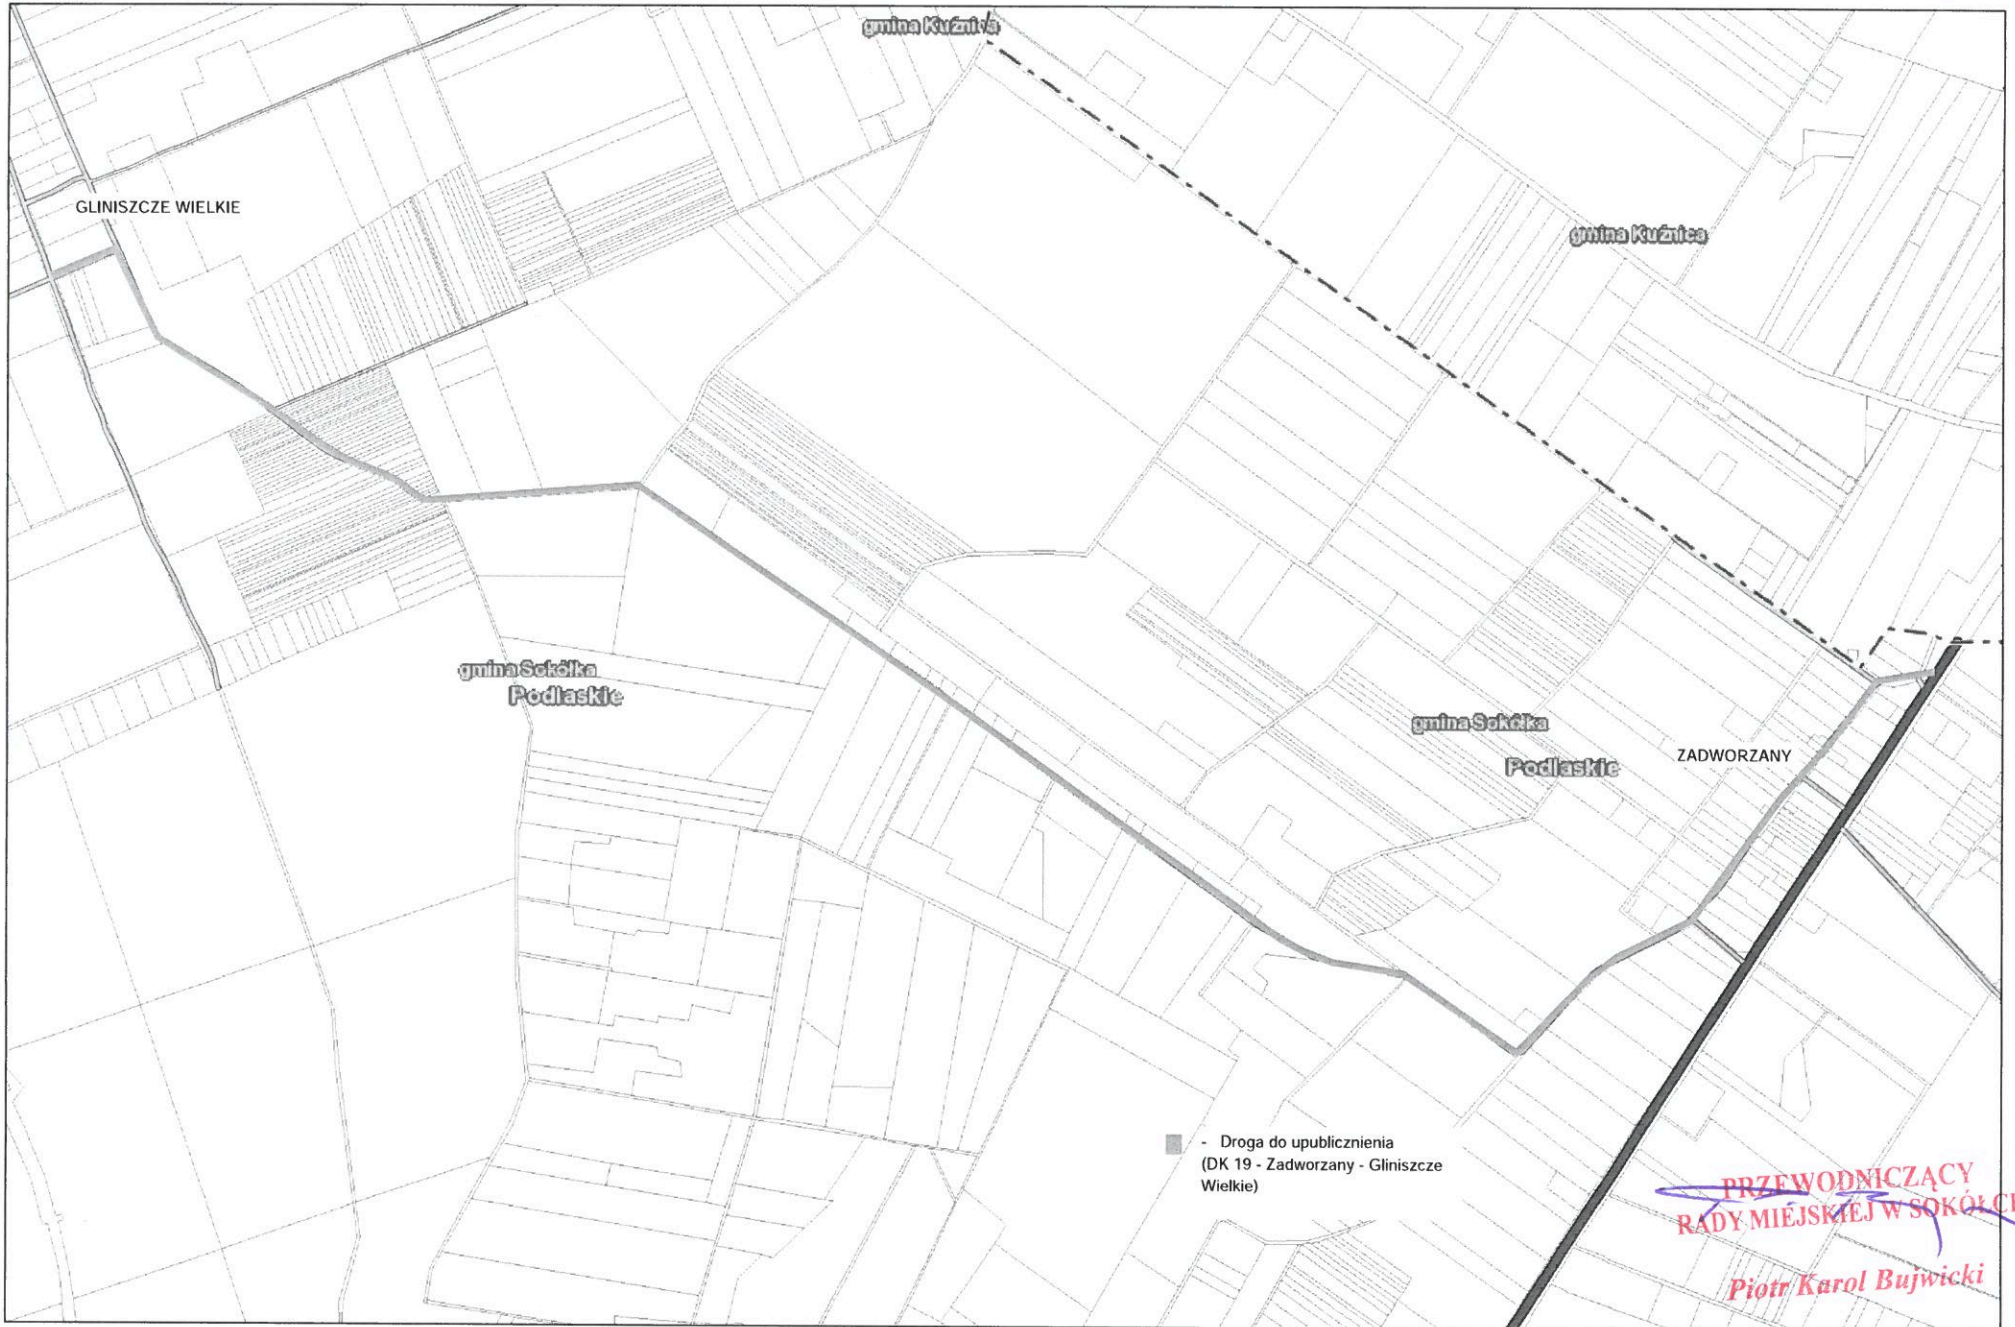 gmina Kuźnica
GLINISZCZE WIELKIE
gmina Kuźnica
gmina Sokółka
Podlaskie
gmina Sokółka
Podlaskie
ZADWORZANY
- Droga do upublicznienia
(DK 19 - Zadworzany - Gliniszcze
Wielkie)
PRZEWODNICZĄCY
RADY MIEJSKIEJ W SOKÓŁCE
Piotr Karol Bujwicki